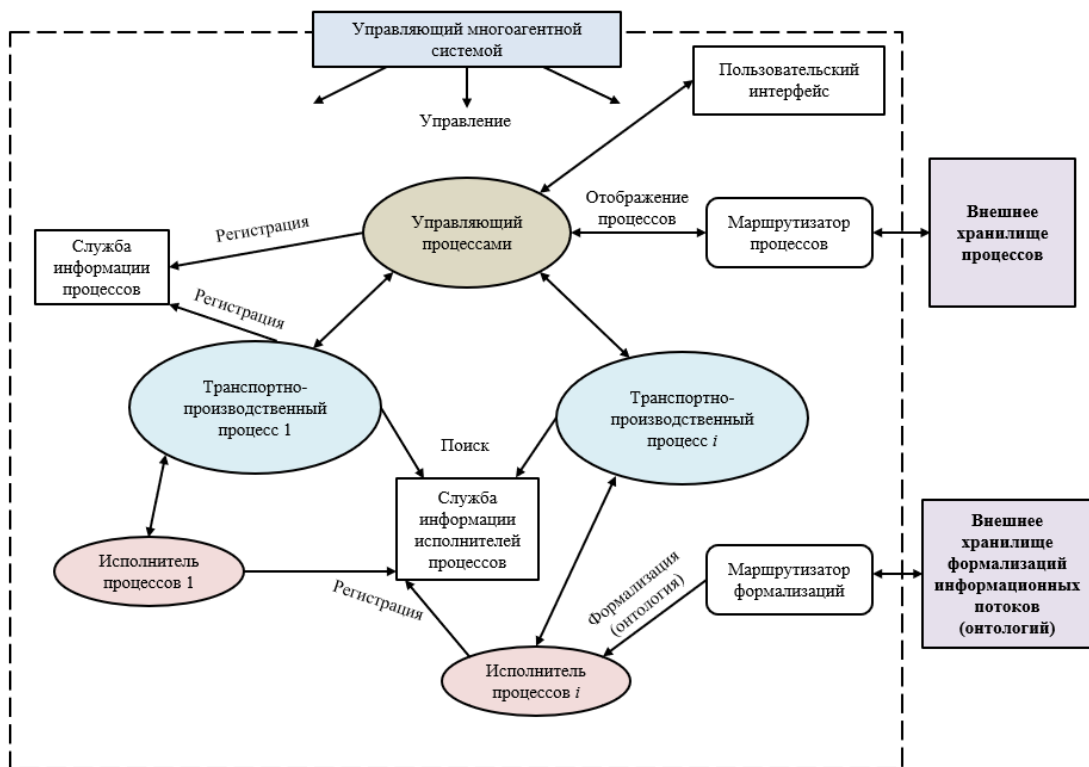 Управляющий многоагентной
системой
Пользовательский
интерфейс
Управление
Отображение
процессов
Управляющий
процессами
Маршрутизатор
процессов
Внешнее
хранилище
процессов
Регистрация
Служба
информации
процессов
Регистрация
Транспортно-
производственный
процесс 1
Транспортно-
производственный
процесс i
Поиск
Служба
информации
исполнителей
процессов
Исполнитель
процессов 1
Регистрация
Формализация
(онтология)
Маршрутизатор
формализаций
Внешнее
хранилище
формализаций
информационных
потоков
(онтологий)
Исполнитель
процессов i